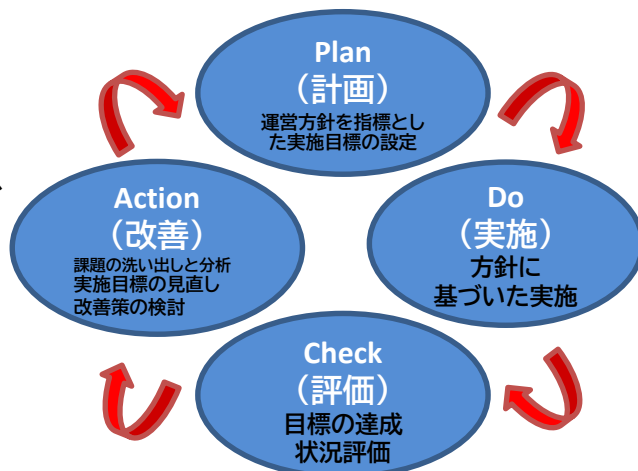 Plan
（計画）
運営方針を指標とし
た実施目標の設定
Do
（実施）
方針に
基づいた実施
Check
（評価）
目標の達成
状況評価
Action
（改善）
課題の洗い出しと分析
実施目標の見直し
改善策の検討